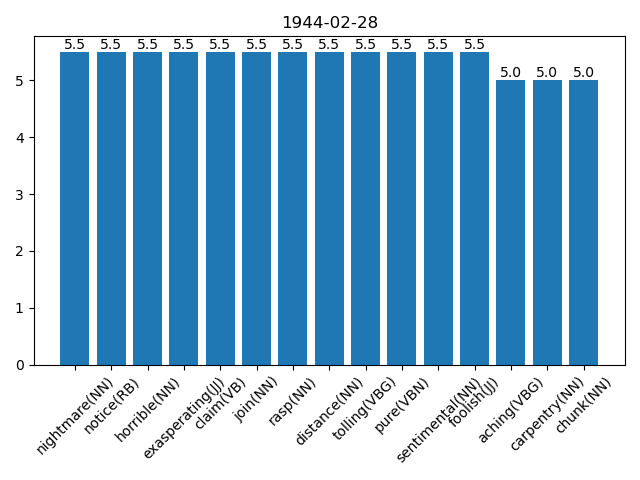 1944-02-28
5.5 5.5 5.5 5.5 5.5 5.5 5.5 5.5 5.5 5.5 5.5 5.5 5.0 5.0 5.0
5
4
3
2
1
0
nightmare(NN)
notice(RB)
horrible(NN)
exasperating(JJ)
claim(VB)
join(NN)
rasp(NN)
distance(NN)
tolling(VBG)
pure(VBN)
sentimental(NN)
foolish(JJ)
aching(VBG)
carpentry(NN)
chunk(NN)